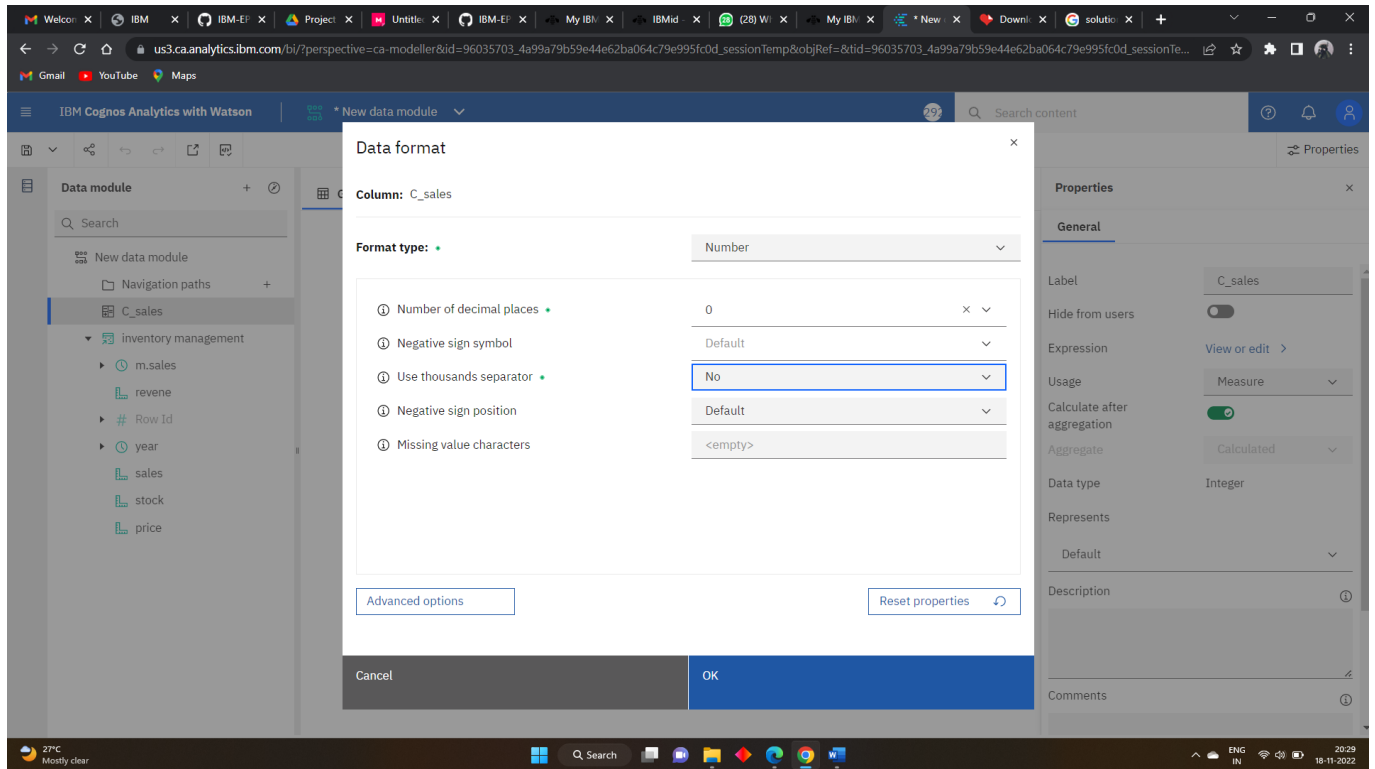 Welcon IBM IBM-EP Project Untitlec IBM-EP My IBM IBMid - (28) W My IBM * New Downlo solutio
us3.ca.analytics.ibm.com/bi/?perspective=ca-modeller&id=96035703_4a99a79b59e44e62ba064c79e995fc0d_sessionTemp&objRef=&tid=96035703_4a99a79b59e44e62ba064c79e995fc0d_sessionTe...
Gmail YouTube Maps
IBM Cognos Analytics with Watson * New data module Search content
Properties
Data module
Search
New data module
Navigation paths
C_sales
inventory management
m.sales
revene
Row Id
year
sales
stock
price
Data format
Column: C_sales
Format type: Number
Number of decimal places 0
Negative sign symbol Default
Use thousands separator No
Negative sign position Default
Missing value characters <empty>
Advanced options Reset properties
Cancel OK
Properties
General
Label C_sales
Hide from users
Expression View or edit
Usage Measure
Calculate after
aggregation
Aggregate Calculated
Data type Integer
Represents
Default
Description
Comments
27°C
Mostly clear
Search
ENG
IN
20:29
18-11-2022